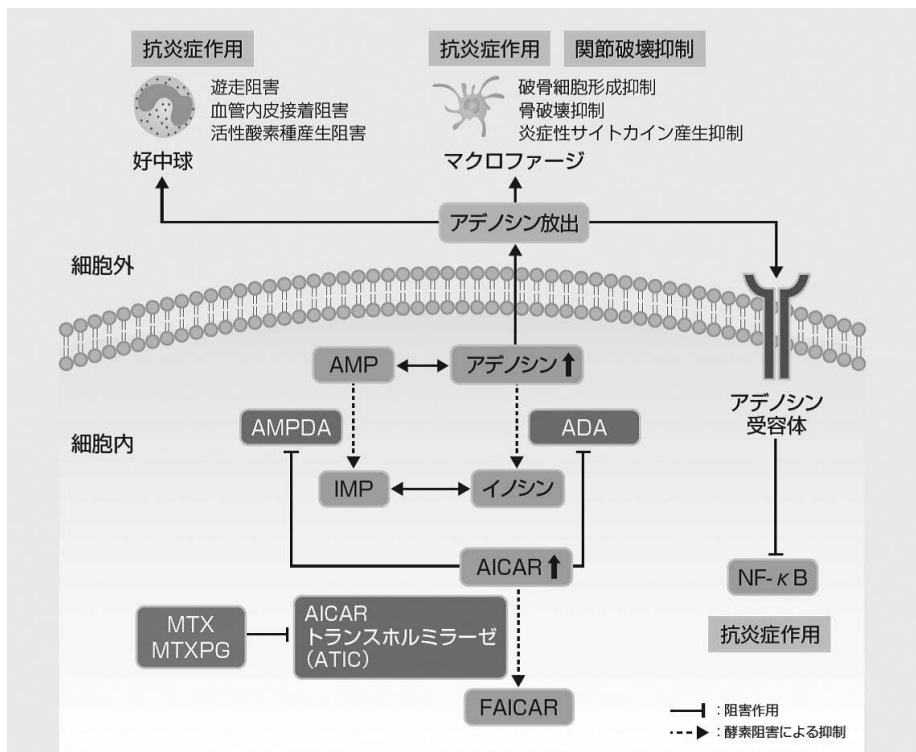 抗炎症作用
遊走阻害
血管内皮接着阻害
活性酸素種産生阻害
好中球
抗炎症作用
関節破壊抑制
破骨細胞形成抑制
骨破壊抑制
炎症性サイトカイン産生抑制
マクロファージ
アデノシン放出
細胞外
AMP
アデノシン⬆
アデノシン
受容体
細胞内
AMPDA
ADA
IMP
イノシン
AICAR⬆
NF-κB
抗炎症作用
MTX
MTXPG
AICAR
トランスホルミラーゼ
(ATIC)
FAICAR
:阻害作用
:酵素阻害による抑制